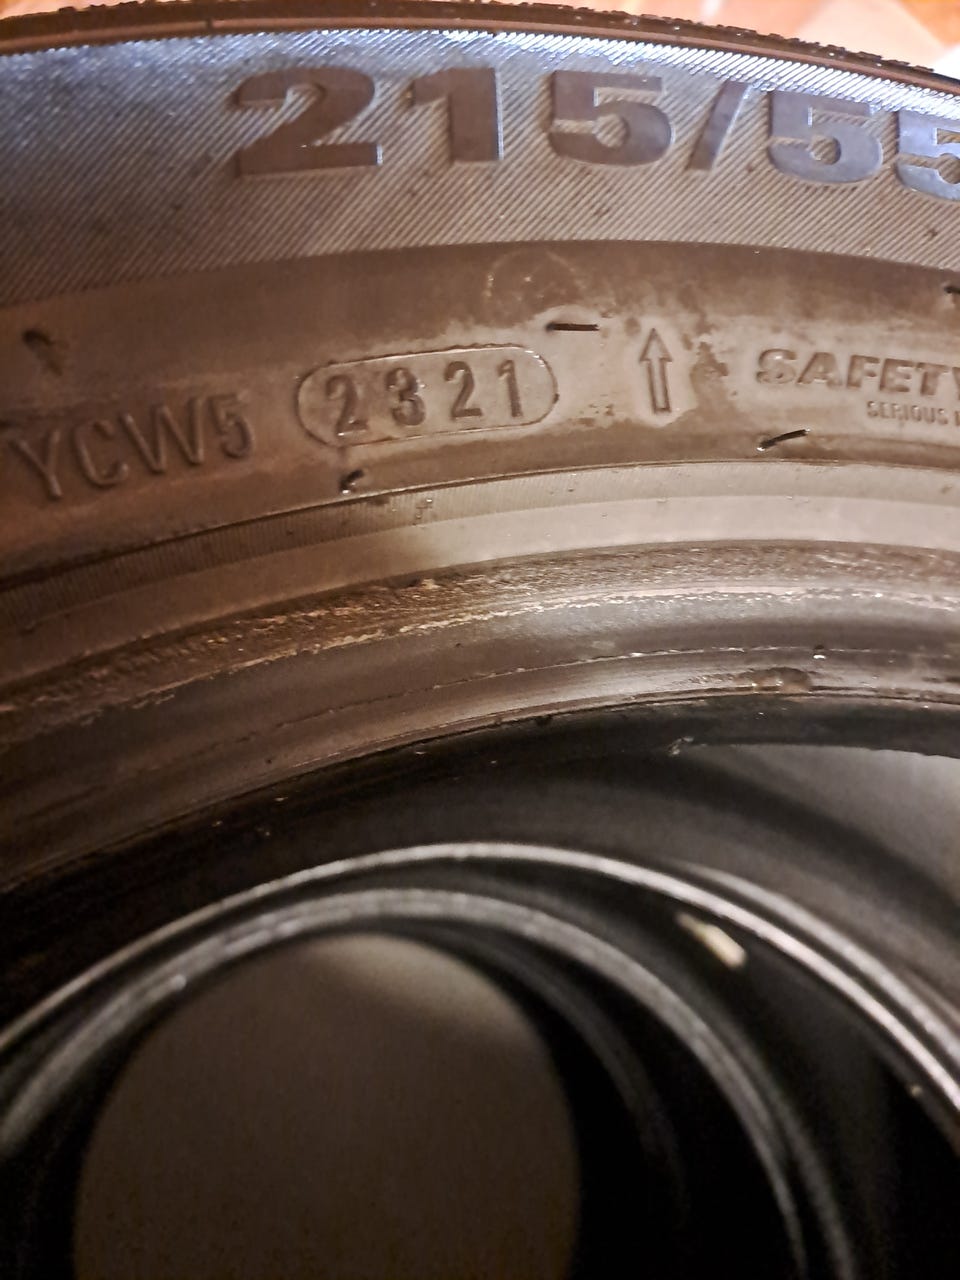 215/55
YCW5 2321 ↑ SAFETY
SERIOUS